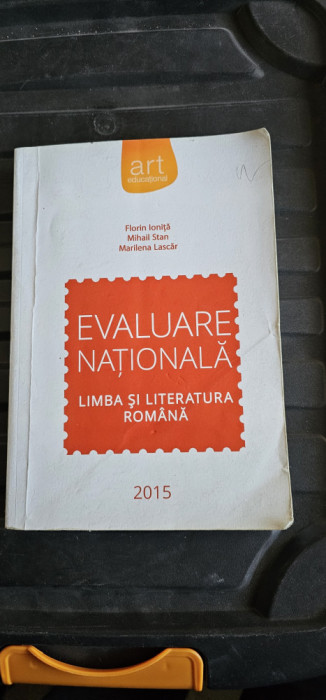 art
educațional
Florin Ioniță
Mihail Stan
Marilena Lascăr
EVALUARE
NAȚIONALĂ
LIMBA ȘI LITERATURA
ROMÂNĂ
2015